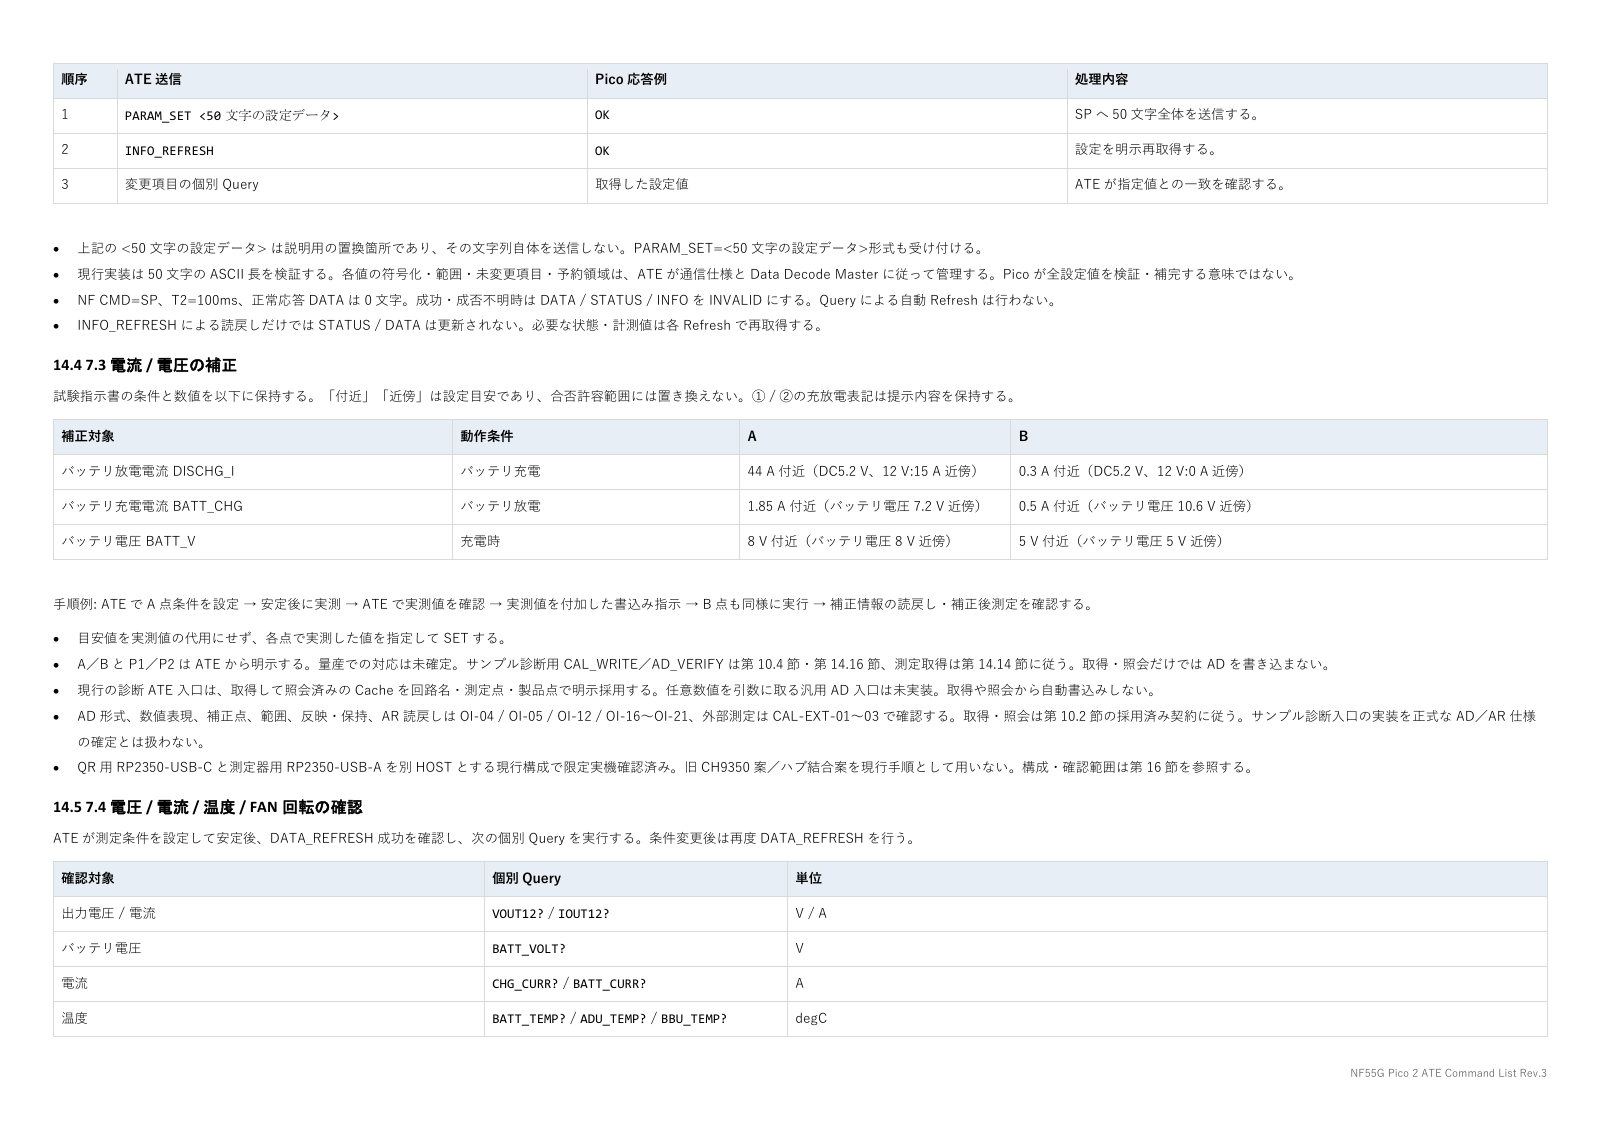 順序 ATE 送信 Pico 応答例 処理内容
1 PARAM_SET <50 文字の設定データ> OK SP へ 50 文字全体を送信する。
2 INFO_REFRESH OK 設定を明示再取得する。
3 変更項目の個別 Query 取得した設定値 ATE が指定値との一致を確認する。
• 上記の <50 文字の設定データ> は説明用の置換箇所であり、その文字列自体を送信しない。PARAM_SET=<50 文字の設定データ>形式も受け付ける。
• 現行実装は 50 文字の ASCII 長を検証する。各値の符号化・範囲・未変更項目・予約領域は、ATE が通信仕様と Data Decode Master に従って管理する。Pico が全設定値を検証・補完する意味ではない。
• NF CMD=SP、T2=100ms、正常応答 DATA は 0 文字。成功・成否不明時は DATA / STATUS / INFO を INVALID にする。Query による自動 Refresh は行わない。
• INFO_REFRESH による読戻しだけでは STATUS / DATA は更新されない。必要な状態・計測値は各 Refresh で再取得する。
14.4 7.3 電流 / 電圧の補正
試験指示書の条件と数値を以下に保持する。「付近」「近傍」は設定目安であり、合否許容範囲には置き換えない。① / ②の充放電表記は提示内容を保持する。
補正対象 動作条件 A B
バッテリ放電電流 DISCHG_I バッテリ充電 44 A 付近（DC5.2 V、12 V:15 A 近傍） 0.3 A 付近（DC5.2 V、12 V:0 A 近傍）
バッテリ充電電流 BATT_CHG バッテリ放電 1.85 A 付近（バッテリ電圧 7.2 V 近傍） 0.5 A 付近（バッテリ電圧 10.6 V 近傍）
バッテリ電圧 BATT_V 充電時 8 V 付近（バッテリ電圧 8 V 近傍） 5 V 付近（バッテリ電圧 5 V 近傍）
手順例: ATE で A 点条件を設定 → 安定後に実測 → ATE で実測値を確認 → 実測値を付加した書込み指示 → B 点も同様に実行 → 補正情報の読戻し・補正後測定を確認する。
• 目安値を実測値の代用にせず、各点で実測した値を指定して SET する。
• A／B と P1／P2 は ATE から明示する。量産での対応は未確定。サンプル診断用 CAL_WRITE／AD_VERIFY は第 10.4 節・第 14.16 節、測定取得は第 14.14 節に従う。取得・照会だけでは AD を書き込まない。
• 現行の診断 ATE 入口は、取得して照会済みの Cache を回路名・測定点・製品点で明示採用する。任意数値を引数に取る汎用 AD 入口は未実装。取得や照会から自動書込みしない。
• AD 形式、数値表現、補正点、範囲、反映・保持、AR 読戻しは OI-04 / OI-05 / OI-12 / OI-16～OI-21、外部測定は CAL-EXT-01～03 で確認する。取得・照会は第 10.2 節の採用済み契約に従う。サンプル診断入口の実装を正式な AD／AR 仕様
の確定とは扱わない。
• QR 用 RP2350-USB-C と測定器用 RP2350-USB-A を別 HOST とする現行構成で限定実機確認済み。旧 CH9350 案／ハブ結合案を現行手順として用いない。構成・確認範囲は第 16 節を参照する。
14.5 7.4 電圧 / 電流 / 温度 / FAN 回転の確認
ATE が測定条件を設定して安定後、DATA_REFRESH 成功を確認し、次の個別 Query を実行する。条件変更後は再度 DATA_REFRESH を行う。
確認対象 個別 Query 単位
出力電圧 / 電流 VOUT12? / IOUT12? V / A
バッテリ電圧 BATT_VOLT? V
電流 CHG_CURR? / BATT_CURR? A
温度 BATT_TEMP? / ADU_TEMP? / BBU_TEMP? degC
NF55G Pico 2 ATE Command List Rev.3